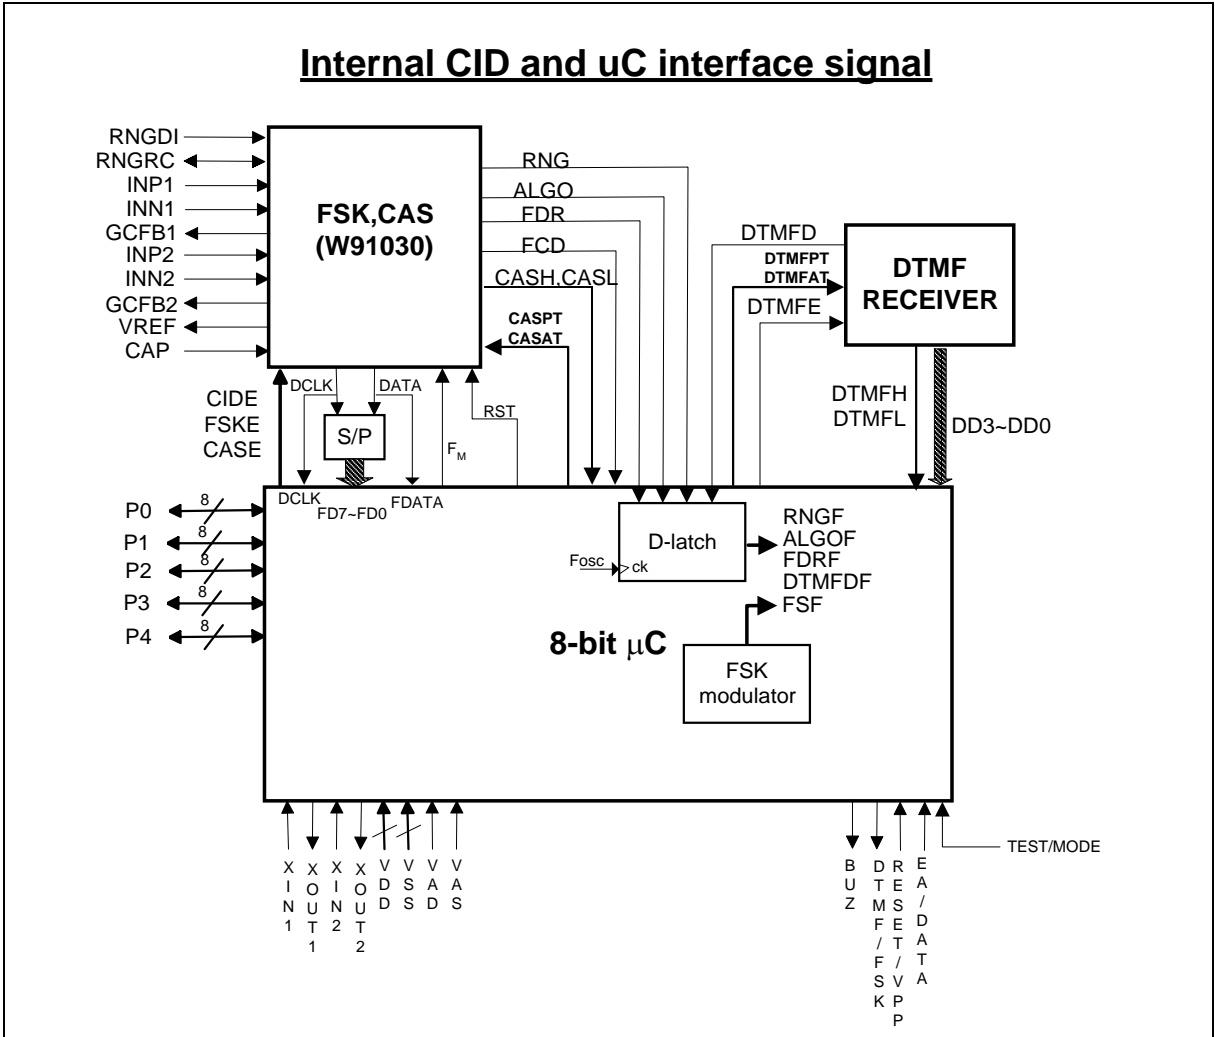 Internal CID and uC interface signal
RNGDI
RNGRC
INP1
INN1
GCFB1
INP2
INN2
GCFB2
VREF
CAP
FSK,CAS
(W91030)
RNG
ALGO
FDR
FCD
CASH,CASL
CASPT
CASAT
DTMFD
DTMFPT
DTMFAT
DTMFE
DTMF
RECEIVER
CIDE
FSKE
CASE
DCLK
DATA
S/P
FM
RST
DTMFH
DTMFL
DD3~DD0
DCLK
FD7~FD0
FDATA
P0
8
P1
8
P2
8
P3
8
P4
8
D-latch
Fosc
ck
RNGF
ALGOF
FDRF
DTMFDF
FSF
8-bit μC
FSK
modulator
XIN1
XOUT1
XIN2
XOUT2
VDD
VSS
VAD
VAS
BUZ
DTMF/FSK
RESET/VPP
EA/DATA
TEST/MODE